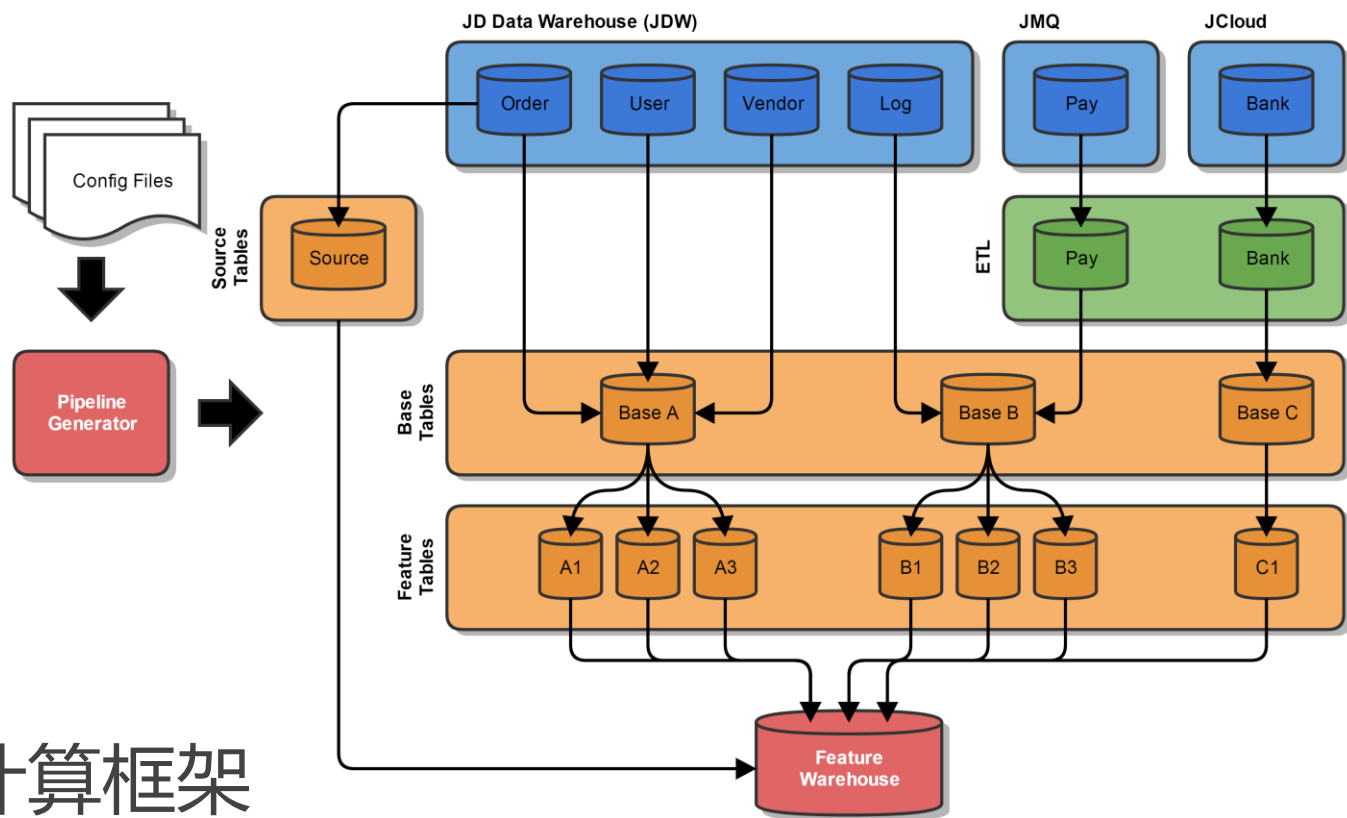 JD Data Warehouse (JDW)
JMQ
JCloud
Order
User
Vendor
Log
Pay
Bank
Config Files
Source
Tables
Source
ETL
Pay
Bank
Pipeline
Generator
Base
Tables
Base A
Base B
Base C
Feature
Tables
A1
A2
A3
B1
B2
B3
C1
Feature
Warehouse
计算框架